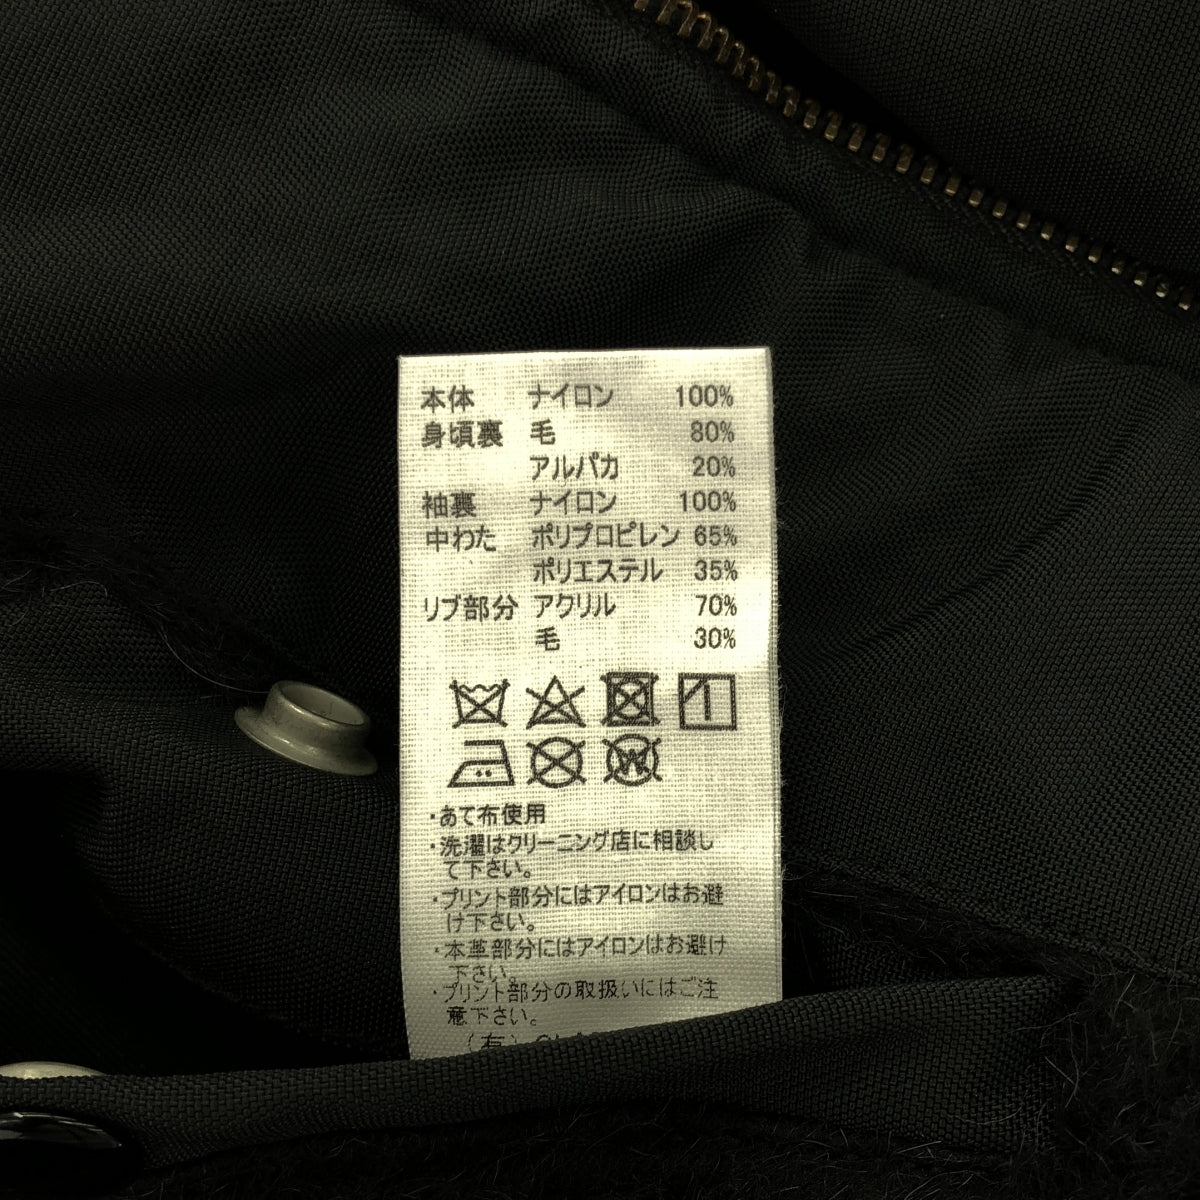 本体 ナイロン 100%
身頃裏 毛 80%
アルパカ 20%
袖裏 ナイロン 100%
中わた ポリプロピレン 65%
ポリエステル 35%
リブ部分 アクリル 70%
毛 30%
W
・あて布使用
・洗濯はクリーニング店に相談し
て下さい。
・プリント部分にはアイロンはお避
け下さい。
・本革部分にはアイロンはお避け
下さい。
・プリント部分の取扱いにはご注
意下さい。
(有)